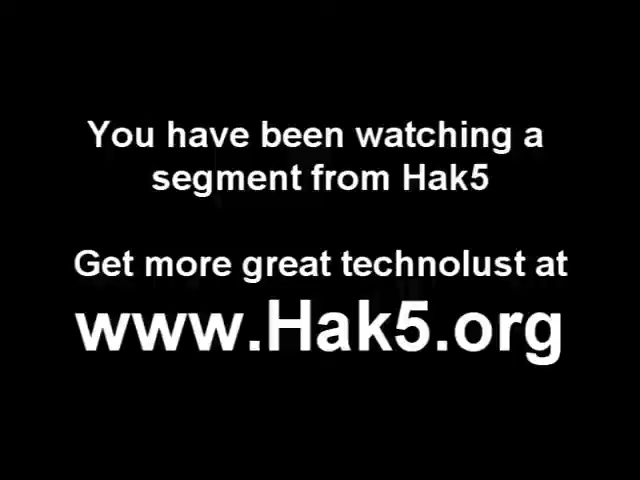 You have been watching a
segment from Hak5
Get more great technolust at
www.Hak5.org